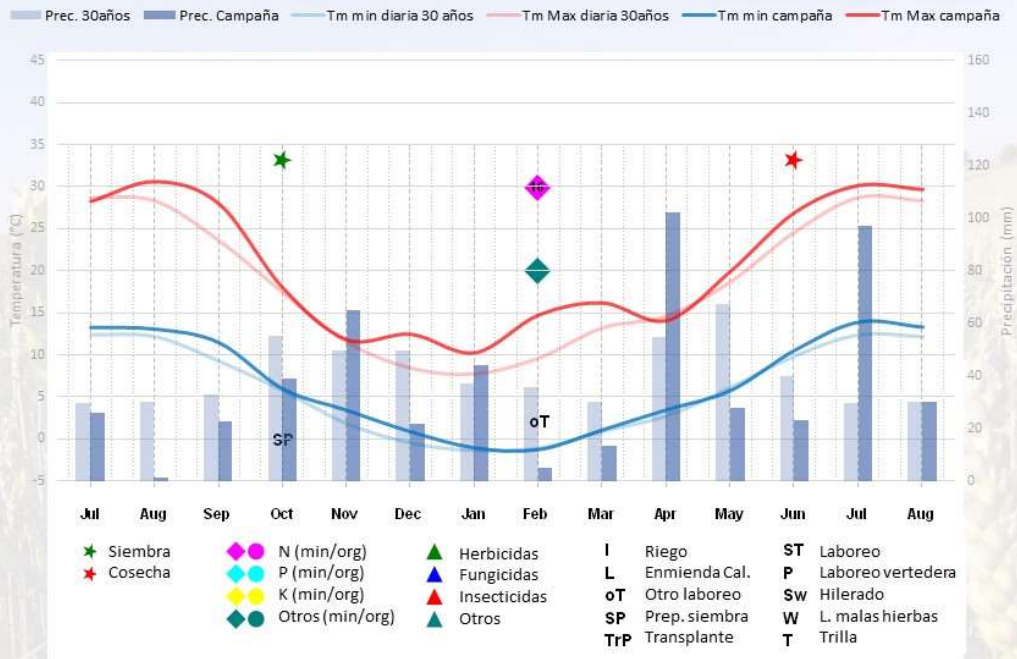 Prec. 30años Prec. Campaña Tm min diaria 30 años Tm Max diaria 30años Tm min campaña Tm Max campaña
45 160
40 140
35 120
30 100
25 80
20 60
15 40
10 20
5 0
0
-5
Temperatura (°C)
Precipitación (mm)
SP
oT
Jul Aug Sep Oct Nov Dec Jan Feb Mar Apr May Jun Jul Aug
Siembra N (min/org) Herbicidas I Riego ST Laboreo
Cosecha P (min/org) Fungicidas L Enmienda Cal. P Laboreo vertedera
K (min/org) Insecticidas oT Otro laboreo Sw Hilerado
Otros (min/org) Otros SP Prep. siembra W L. malas hierbas
TrP Transplante T Trilla